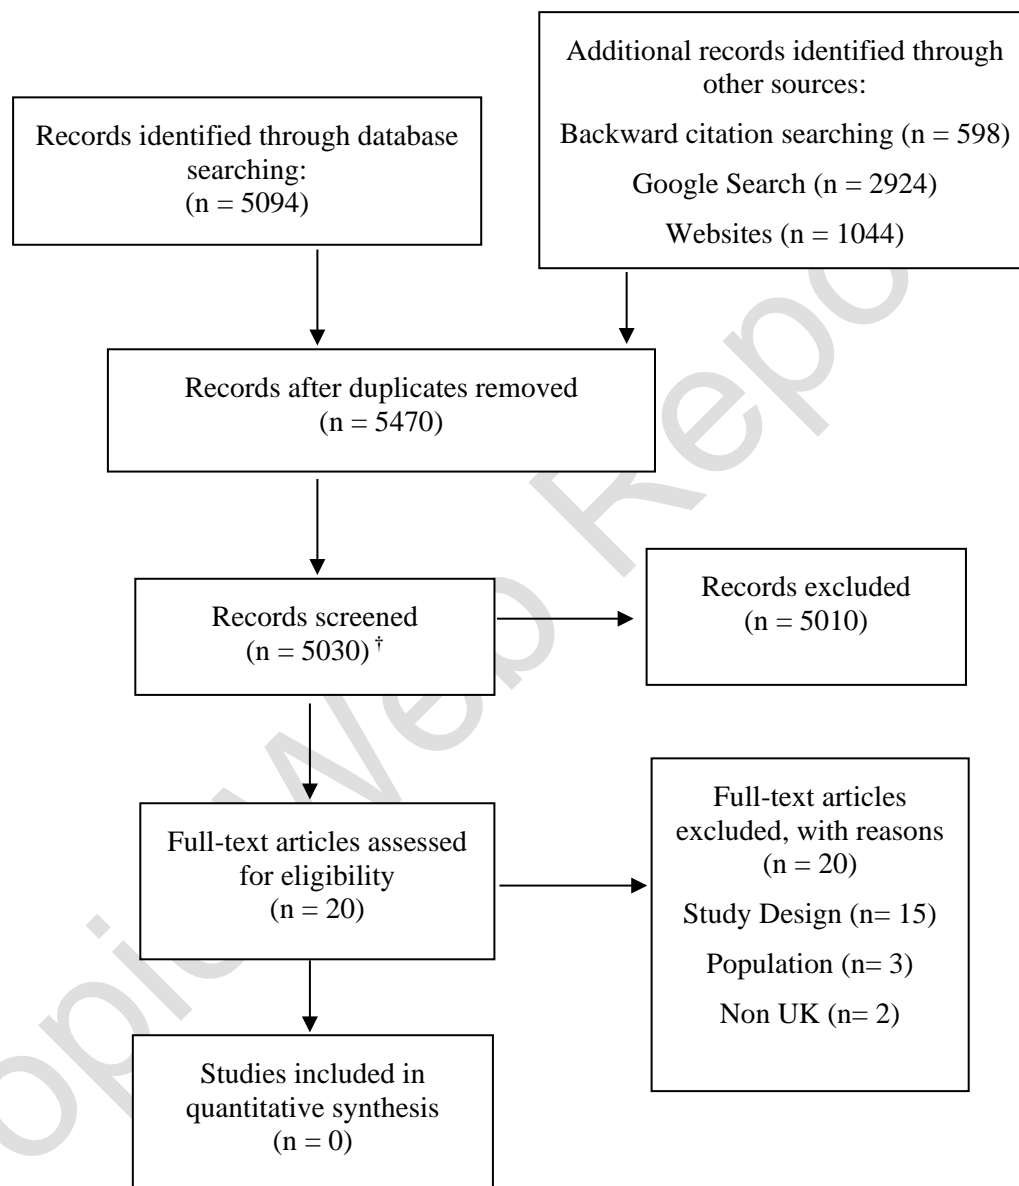 Records identified through database
searching:
(n = 5094)
Additional records identified through
other sources:
Backward citation searching (n = 598)
Google Search (n = 2924)
Websites (n = 1044)
Records after duplicates removed
(n = 5470)
Records screened
(n = 5030) †
Records excluded
(n = 5010)
Full-text articles assessed
for eligibility
(n = 20)
Full-text articles
excluded, with reasons
(n = 20)
Study Design (n= 15)
Population (n= 3)
Non UK (n= 2)
Studies included in
quantitative synthesis
(n = 0)
opic Web Repo